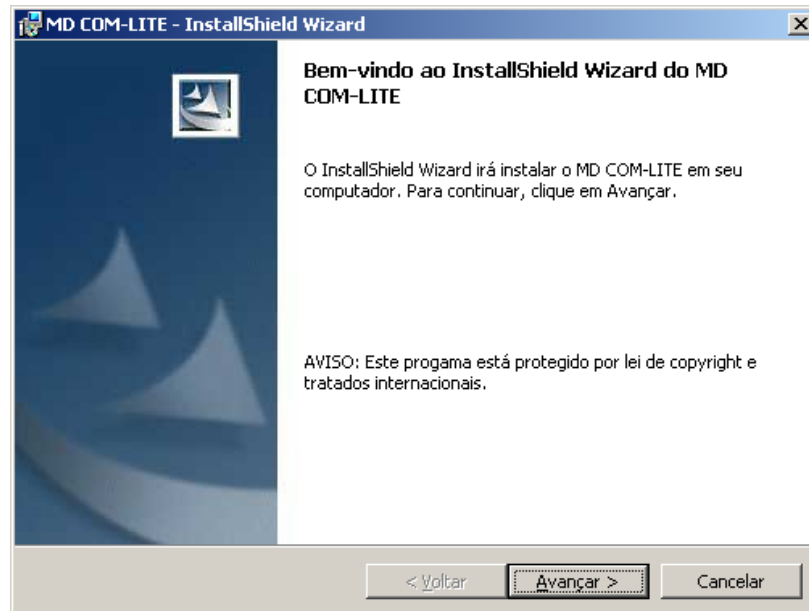 MD COM-LITE - InstallShield Wizard
Bem-vindo ao InstallShield Wizard do MD
COM-LITE
O InstallShield Wizard irá instalar o MD COM-LITE em seu
computador. Para continuar, clique em Avançar.
AVISO: Este progama está protegido por lei de copyright e
tratados internacionais.
< Voltar
Avançar >
Cancelar